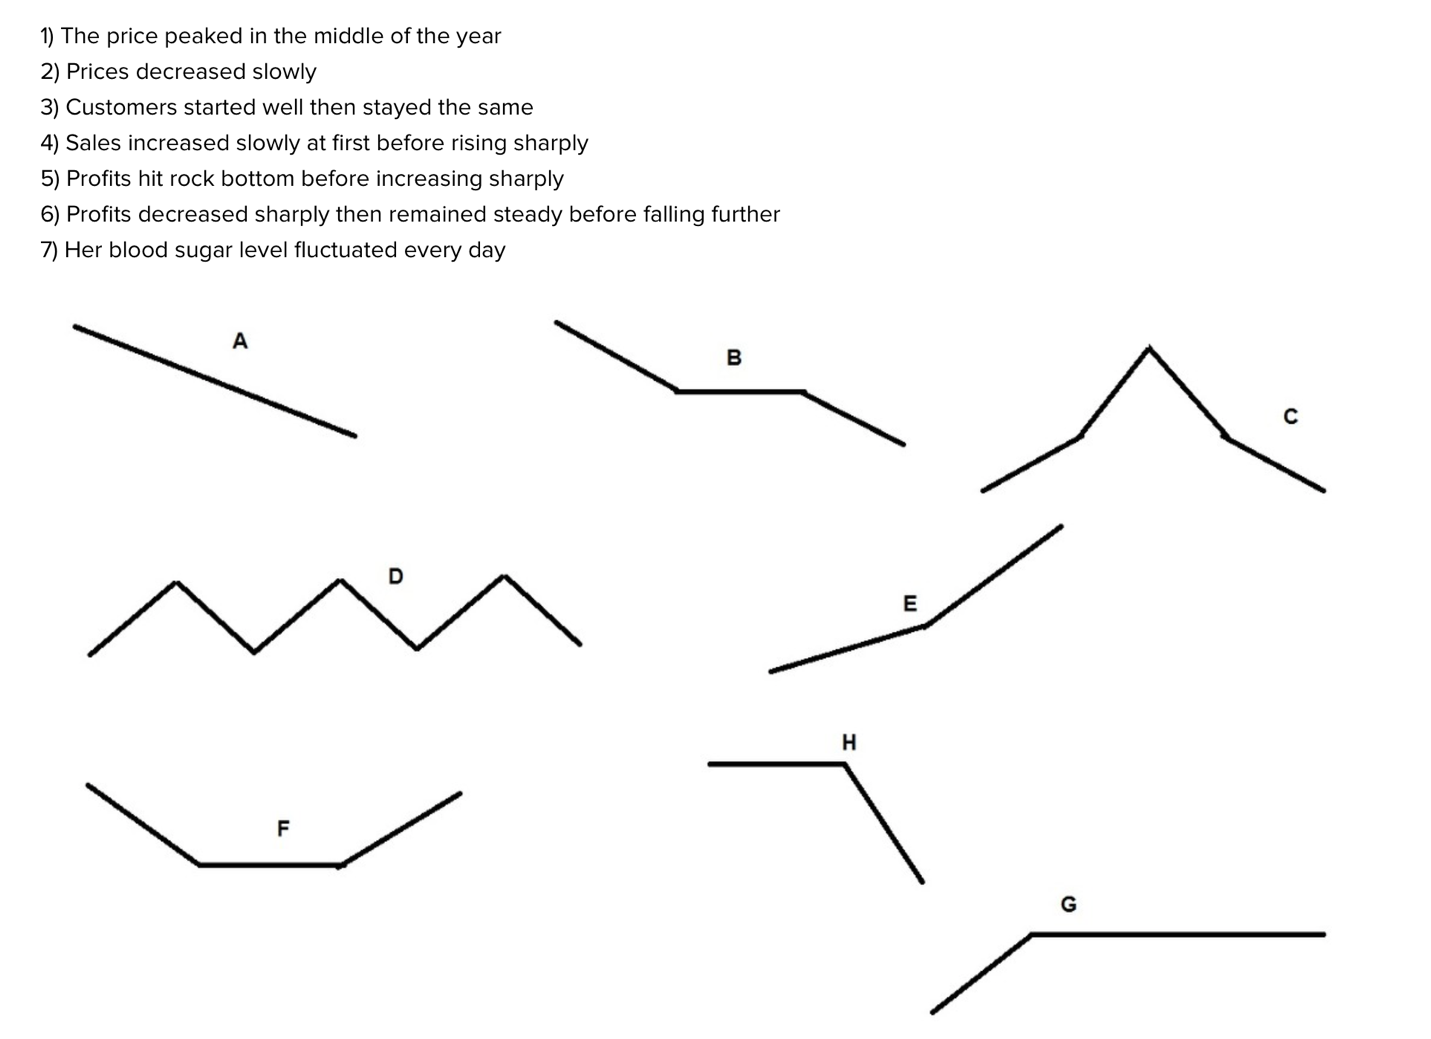 1) The price peaked in the middle of the year
2) Prices decreased slowly
3) Customers started well then stayed the same
4) Sales increased slowly at first before rising sharply
5) Profits hit rock bottom before increasing sharply
6) Profits decreased sharply then remained steady before falling further
7) Her blood sugar level fluctuated every day
A
B
C
D
E
H
F
G